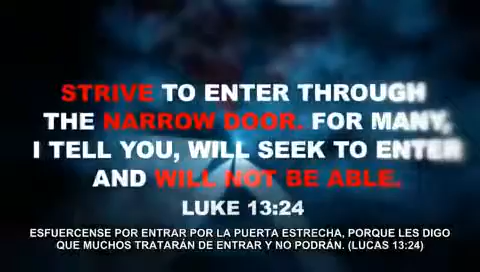 STRIVE TO ENTER THROUGH
THE NARROW DOOR. FOR MANY,
I TELL YOU, WILL SEEK TO ENTER
AND WILL NOT BE ABLE.
LUKE 13:24
ESFUERCENSE POR ENTRAR POR LA PUERTA ESTRECHA, PORQUE LES DIGO
QUE MUCHOS TRATARÁN DE ENTRAR Y NO PODRÁN. (LUCAS 13:24)